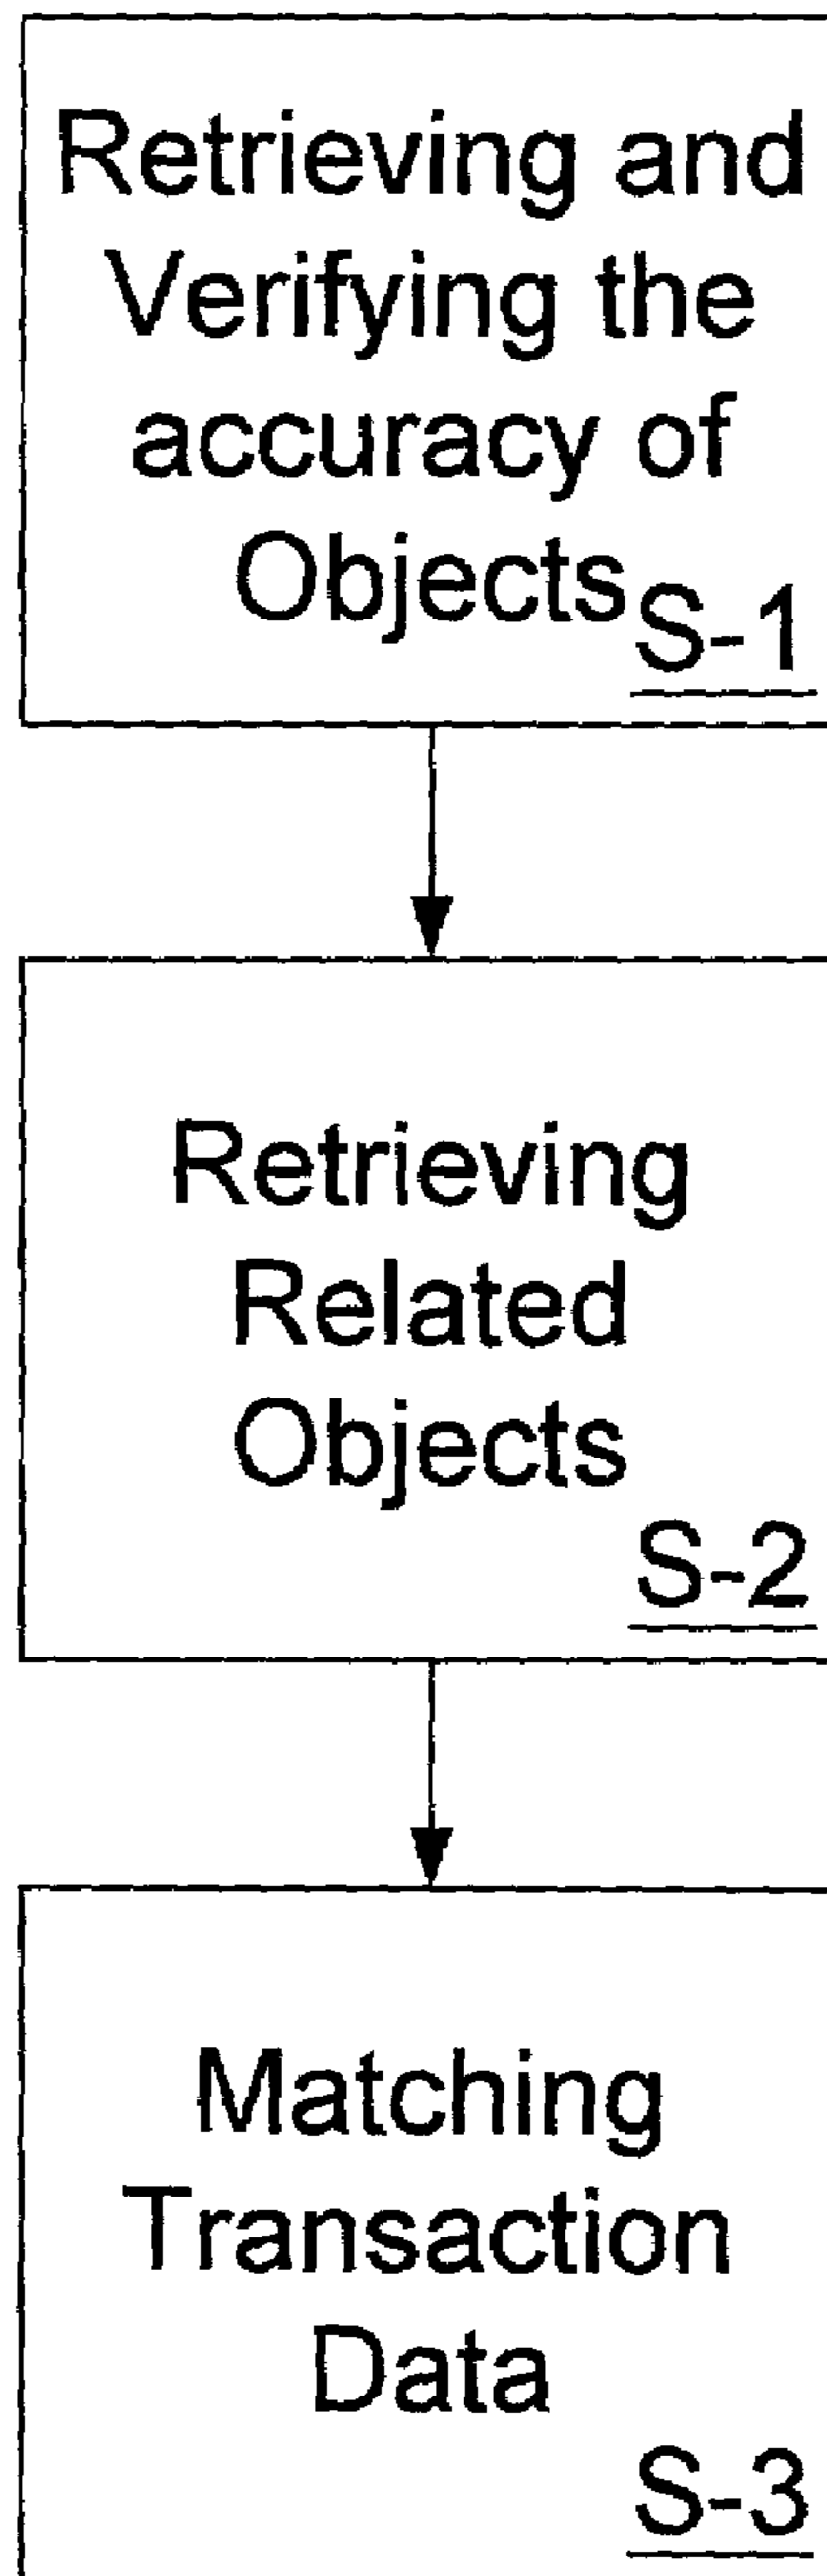 Retrieving and
Verifying the
accuracy of
Objects
S-1
Retrieving
Related
Objects
S-2
Matching
Transaction
Data
S-3